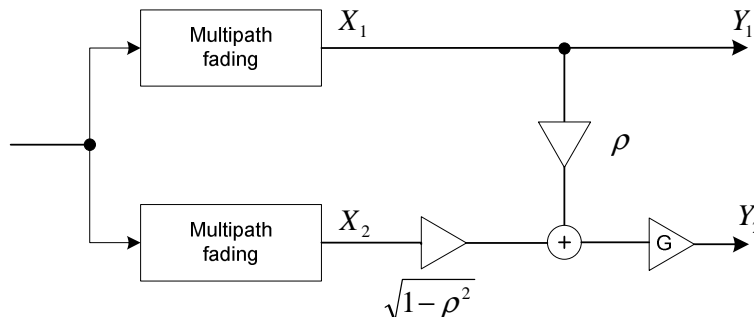 Multipath
fading
X₁
Y₁
ρ
Multipath
fading
X₂
√(1 − ρ²)
+
G
Y₂